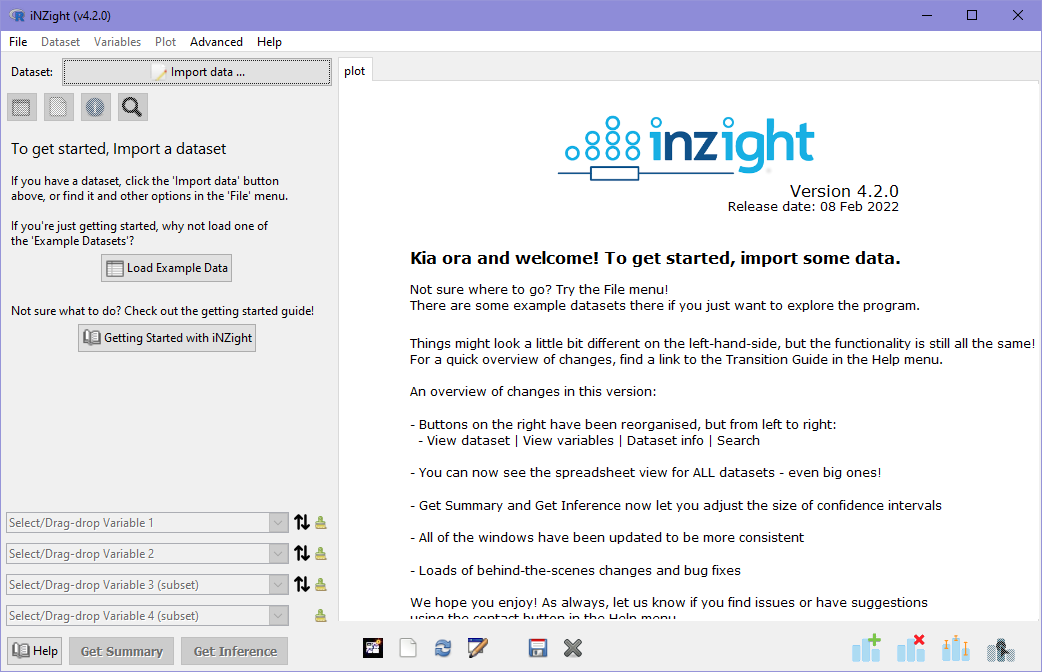 iNZight (v4.2.0)
File Dataset Variables Plot Advanced Help
Dataset: Import data ...
To get started, Import a dataset
If you have a dataset, click the 'Import data' button
above, or find it and other options in the 'File' menu.
If you're just getting started, why not load one of
the 'Example Datasets'?
Load Example Data
Not sure what to do? Check out the getting started guide!
Getting Started with iNZight
Select/Drag-drop Variable 1
Select/Drag-drop Variable 2
Select/Drag-drop Variable 3 (subset)
Select/Drag-drop Variable 4 (subset)
Help Get Summary Get Inference
plot
inzight
Version 4.2.0
Release date: 08 Feb 2022
Kia ora and welcome! To get started, import some data.
Not sure where to go? Try the File menu!
There are some example datasets there if you just want to explore the program.
Things might look a little bit different on the left-hand-side, but the functionality is still all the same!
For a quick overview of changes, find a link to the Transition Guide in the Help menu.
An overview of changes in this version:
- Buttons on the right have been reorganised, but from left to right:
- View dataset | View variables | Dataset info | Search
- You can now see the spreadsheet view for ALL datasets - even big ones!
- Get Summary and Get Inference now let you adjust the size of confidence intervals
- All of the windows have been updated to be more consistent
- Loads of behind-the-scenes changes and bug fixes
We hope you enjoy! As always, let us know if you find issues or have suggestions
using the contact button in the Help menu